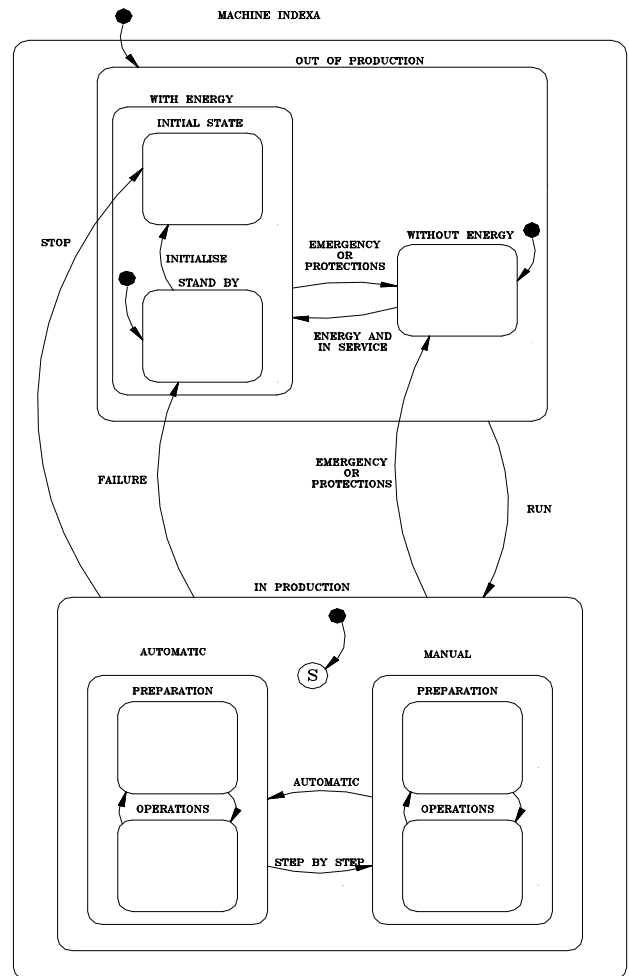 MACHINE INDEXA
OUT OF PRODUCTION
WITH ENERGY
INITIAL STATE
STOP
WITHOUT ENERGY
EMERGENCY
OR
PROTECTIONS
INITIALISE
STAND BY
ENERGY AND
IN SERVICE
EMERGENCY
OR
PROTECTIONS
FAILURE
RUN
IN PRODUCTION
S
AUTOMATIC
MANUAL
PREPARATION
PREPARATION
AUTOMATIC
OPERATIONS
OPERATIONS
STEP BY STEP